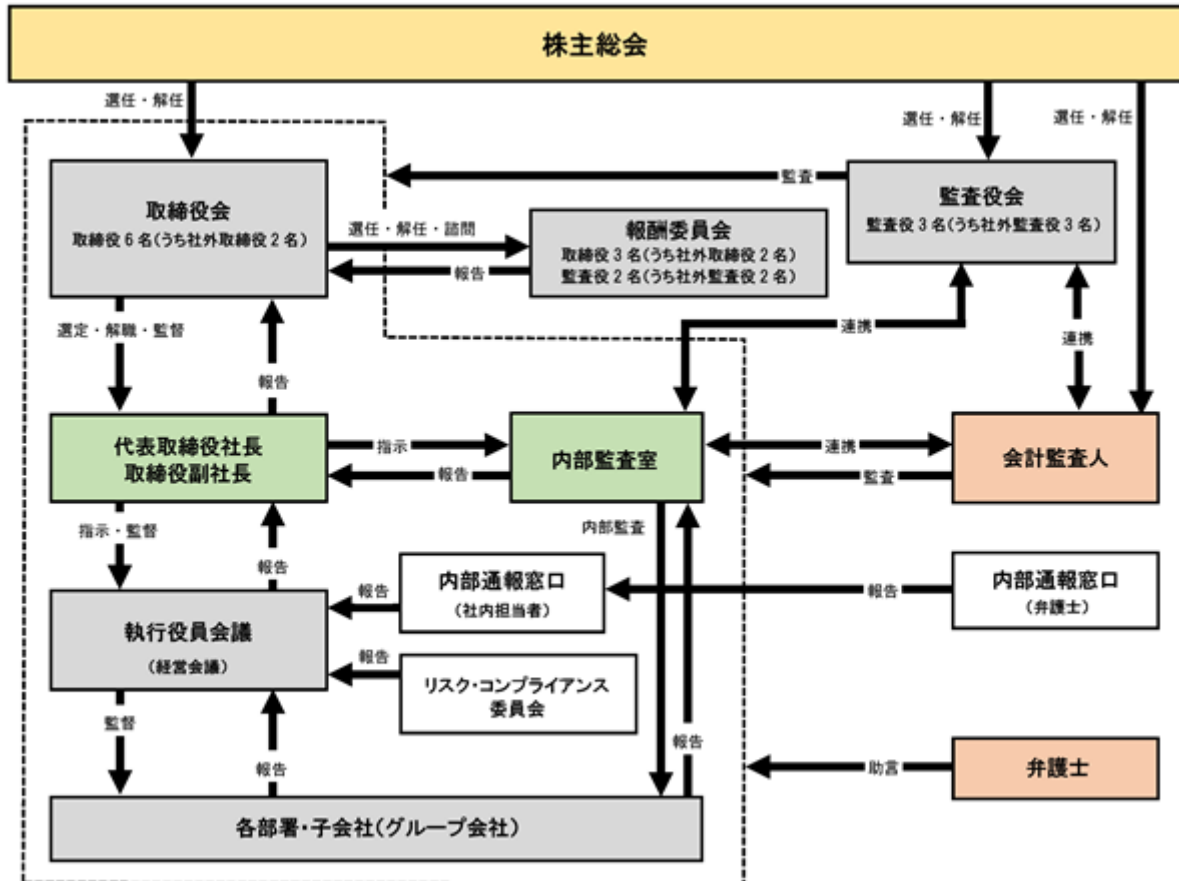 株主総会
選任・解任
選任・解任
選任・解任
取締役会
取締役6名(うち社外取締役2名)
監査
監査役会
監査役3名(うち社外監査役3名)
選任・解任・諮問
報告
報酬委員会
取締役3名(うち社外取締役2名)
監査役2名(うち社外監査役2名)
選定・解職・監督
報告
連携
連携
代表取締役社長
取締役副社長
指示
報告
内部監査室
連携
監査
会計監査人
指示・監督
報告
内部監査
報告
内部通報窓口
(社内担当者)
報告
内部通報窓口
(弁護士)
執行役員会議
(経営会議)
報告
リスク・コンプライアンス
委員会
監督
報告
報告
助言
弁護士
各部署・子会社(グループ会社)